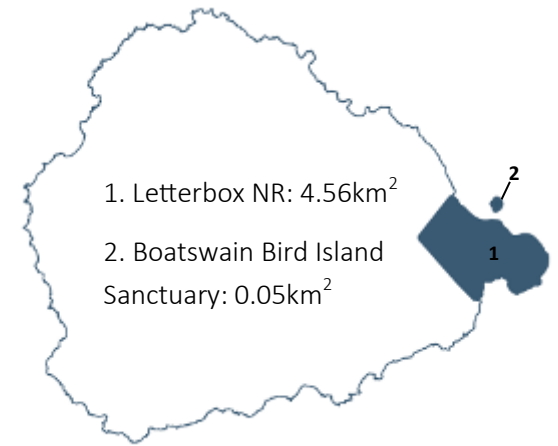 2
1. Letterbox NR: 4.56km²
1
2. Boatswain Bird Island
Sanctuary: 0.05km²